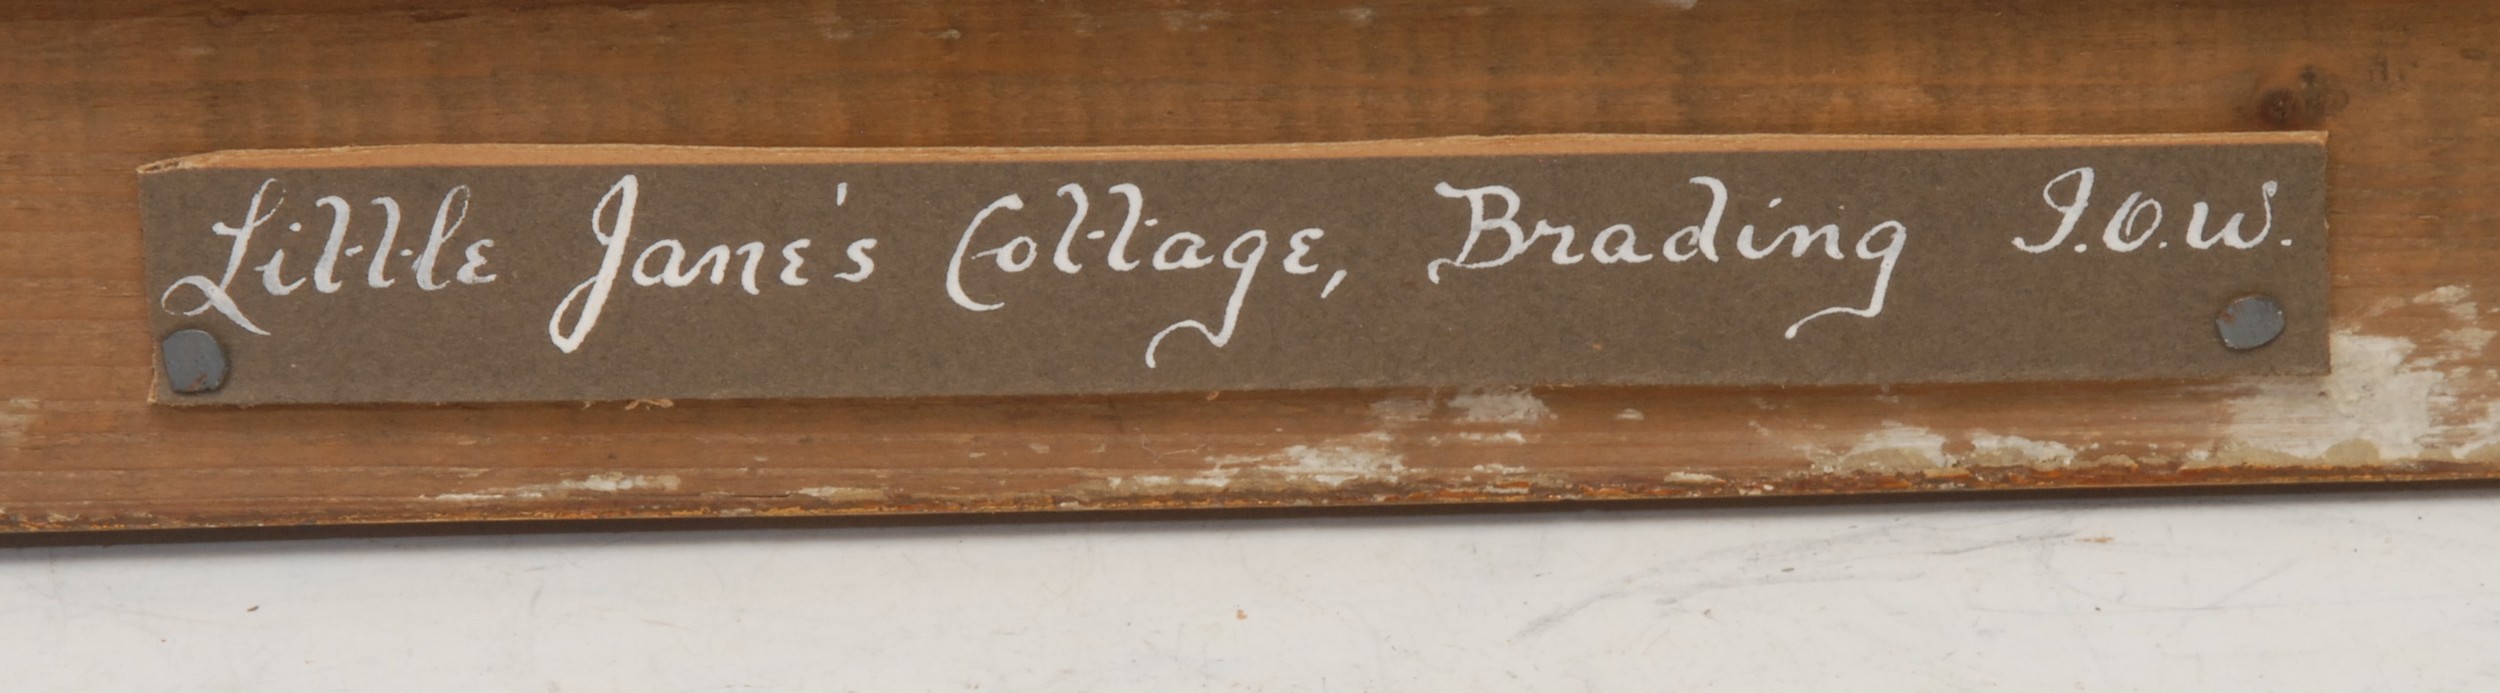 Little Jane's Cottage, Brading I.O.W.